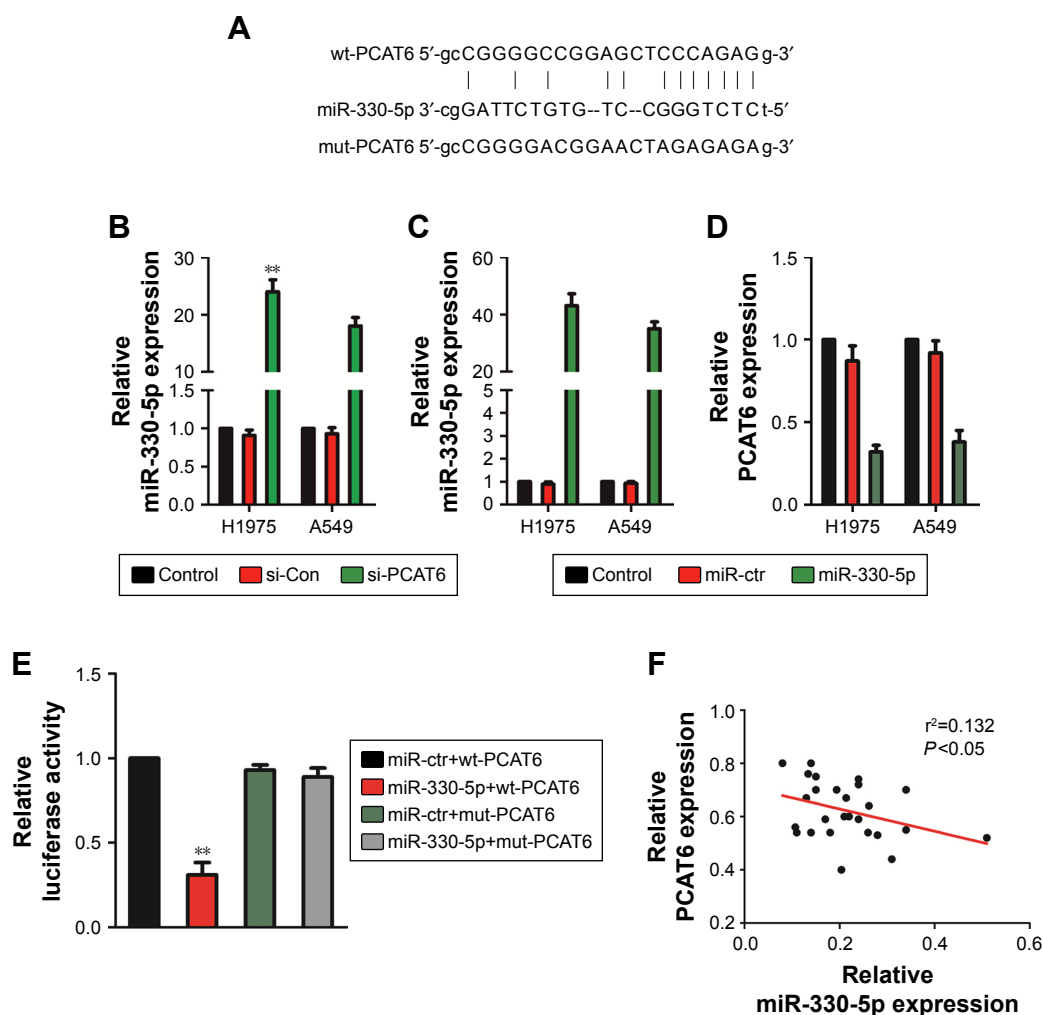 A
wt-PCAT6 5′-gcCGGGGCCGGAGCTCCCAGAGg-3′
miR-330-5p 3′-cgGATTCTGTG--TC--CGGGTCTCt-5′
mut-PCAT6 5′-gcCGGGGACGGAACTAGAGAGAg-3′
B
Relative
miR-330-5p expression
30
20
10
1.5
1.0
0.5
0.0
**
H1975 A549
C
Relative
miR-330-5p expression
60
40
20
5
4
3
2
1
0
H1975 A549
D
Relative
PCAT6 expression
1.5
1.0
0.5
0.0
H1975 A549
Control si-Con si-PCAT6
Control miR-ctr miR-330-5p
E
Relative
luciferase activity
1.5
1.0
0.5
0.0
**
miR-ctr+wt-PCAT6
miR-330-5p+wt-PCAT6
miR-ctr+mut-PCAT6
miR-330-5p+mut-PCAT6
F
Relative
PCAT6 expression
1.0
0.8
0.6
0.4
0.2
r²=0.132
P<0.05
0.0 0.2 0.4 0.6
Relative
miR-330-5p expression